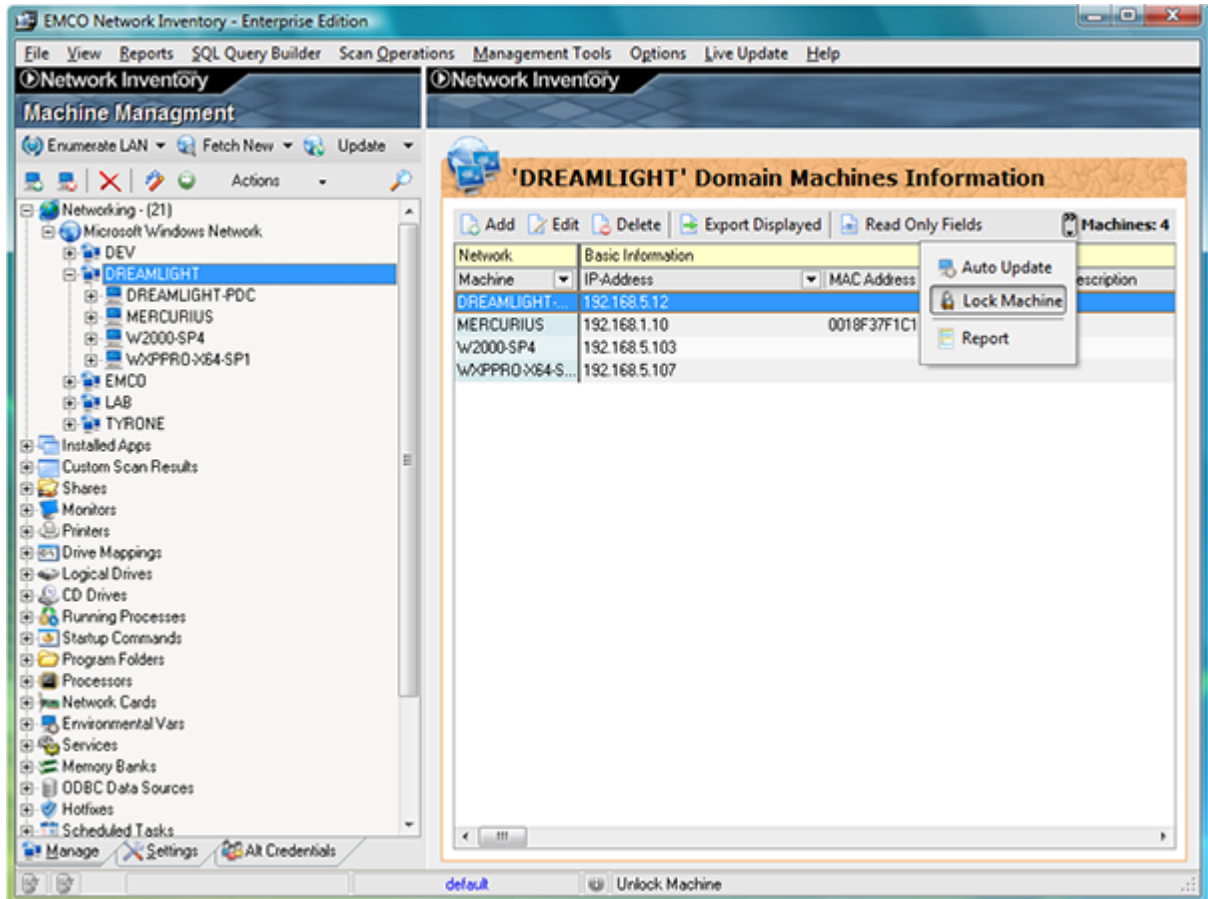 EMCO Network Inventory - Enterprise Edition
File View Reports SQL Query Builder Scan Operations Management Tools Options Live Update Help
Network Inventory
Machine Managment
Enumerate LAN Fetch New Update
Actions
Networking - (21)
Microsoft Windows Network
DEV
DREAMLIGHT
DREAMLIGHT-PDC
MERCURIUS
W2000-SP4
WXPPRO-X64-SP1
EMCO
LAB
TYRONE
Installed Apps
Custom Scan Results
Shares
Monitors
Printers
Drive Mappings
Logical Drives
CD Drives
Running Processes
Startup Commands
Program Folders
Processors
Network Cards
Environmental Vars
Services
Memory Banks
ODBC Data Sources
Hotfixes
Scheduled Tasks
Manage Settings Alt Credentials
Network Inventory
'DREAMLIGHT' Domain Machines Information
Add Edit Delete Export Displayed Read Only Fields Machines: 4
Network Basic Information
Machine IP-Address MAC Address escription
DREAMLIGHT-... 192.168.5.12
MERCURIUS 192.168.1.10 0018F37F1C1
W2000-SP4 192.168.5.103
WXPPRO-X64-S... 192.168.5.107
Auto Update
Lock Machine
Report
default Unlock Machine